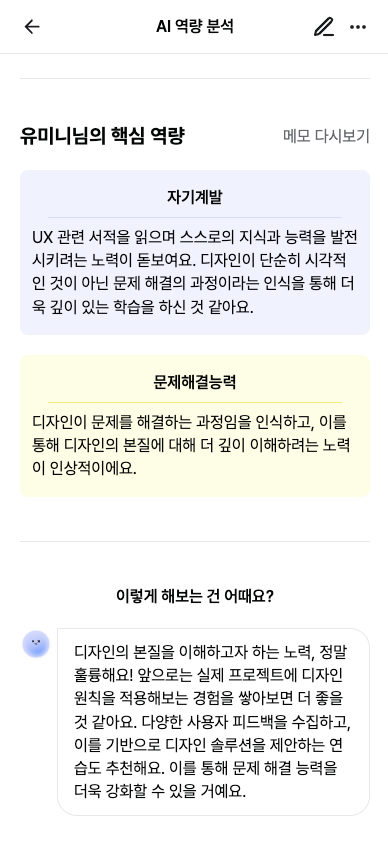 AI 역량 분석
유미니님의 핵심 역량
메모 다시보기
자기계발
UX 관련 서적을 읽으며 스스로의 지식과 능력을 발전
시키려는 노력이 돋보여요. 디자인이 단순히 시각적
인 것이 아닌 문제 해결의 과정이라는 인식을 통해 더
욱 깊이 있는 학습을 하신 것 같아요.
문제해결능력
디자인이 문제를 해결하는 과정임을 인식하고, 이를
통해 디자인의 본질에 대해 더 깊이 이해하려는 노력
이 인상적이에요.
이렇게 해보는 건 어때요?
디자인의 본질을 이해하고자 하는 노력, 정말
훌륭해요! 앞으로는 실제 프로젝트에 디자인
원칙을 적용해보는 경험을 쌓아보면 더 좋을
것 같아요. 다양한 사용자 피드백을 수집하고,
이를 기반으로 디자인 솔루션을 제안하는 연
습도 추천해요. 이를 통해 문제 해결 능력을
더욱 강화할 수 있을 거예요.